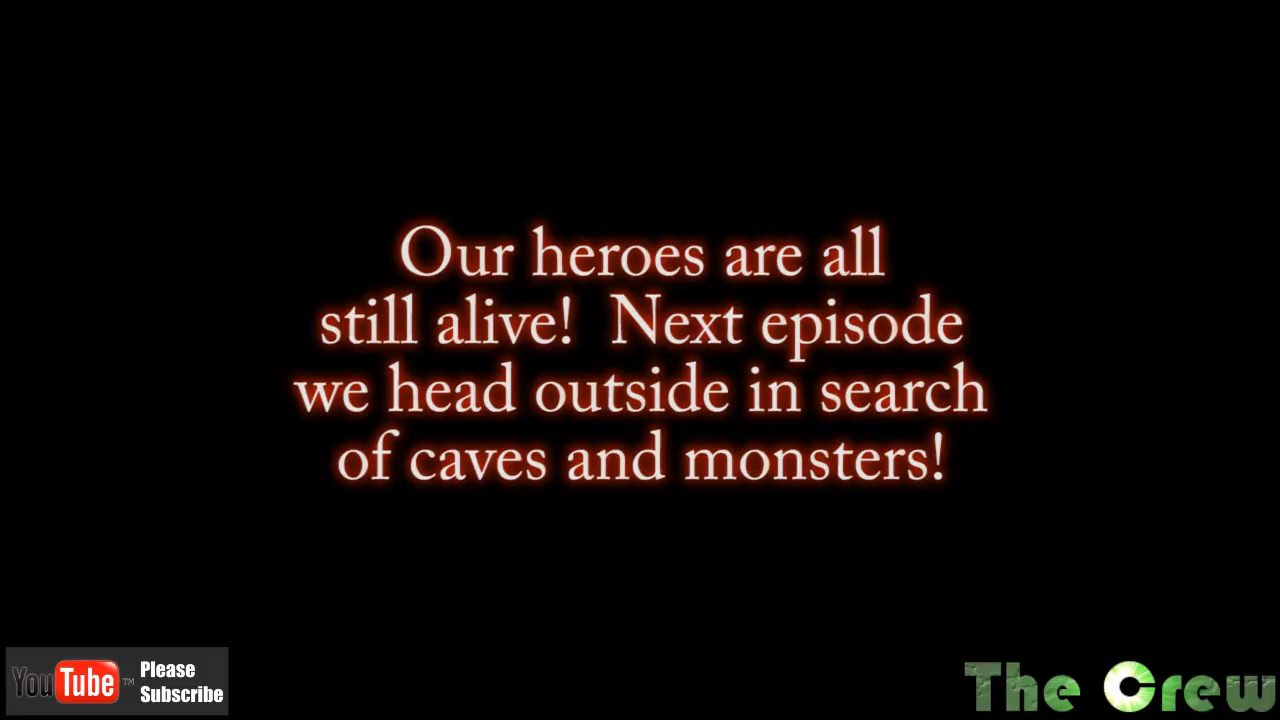 Our heroes are all
still alive!  Next episode
we head outside in search
of caves and monsters!
YouTube™ Please
Subscribe
The Crew